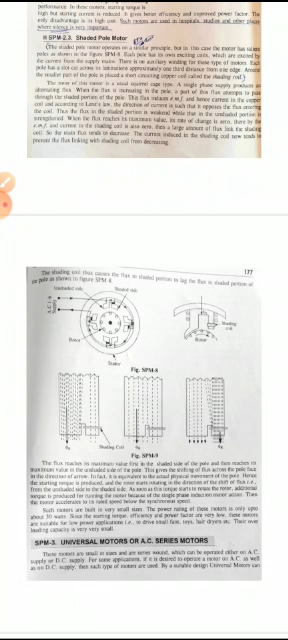 performance. In these motors, starting torque is
high but starting current is reduced. It gives better efficiency and improved power factor. The
only disadvantage is its high cost. Such motors are used in hospitals, studios and other places
where silence is very important.
SPM-2.3. Shaded Pole Motor
(The shaded pole motor operates on a similar principle, but in this case the motor has salient
poles as shown in the figure SPM-8. Each pole has its own exciting coils, which are excited by
the current from the supply mains. There is no auxiliary winding for these type of motors. Each
pole has a slot cut across its lamination approximately one third distance from one edge. Around
the smaller part of the pole is placed a short circuiting copper coil called the shading coil.)
The rotor of this motor is a usual squirrel cage type. A single phase supply produces an
alternating flux. When the flux is increasing in the pole, a part of this flux attempts to pass
through the shaded portion of the pole. This flux induces e.m.f. and hence current in the copper
coil and according to Lenz's law, the direction of current is such that it opposes the flux entering
the coil. Thus the flux in the shaded portion is weakened while that in the unshaded portion is
strengthened. When the flux reaches its maximum value, its rate of change is zero, there by the
e.m.f. and current in the shading coil is also zero, then a large amount of flux link the shading
coil. So the main flux tends to decrease. The current induced in the shading coil now tends to
prevent the flux linking with shading coil from decreasing.
177
The shading coil thus causes the flux in shaded portion to lag the flux in shaded portion of
the pole as shown in figure SPM-8.
Unshaded side
Shaded side
A.C. 1 φ
Supply
Shading
coil
Rotor
Rotor
Stator
Fig. SPM-8
Shading Coil
Fig. SPM-9
The flux reaches its maximum value first in the shaded side of the pole and then reaches its
maximum value in the unshaded side of the pole. This gives the shifting of flux across the pole face
in the direction of arrow. In fact, it is equivalent to the actual physical movement of the pole. Hence
the starting torque is produced, and the rotor starts rotating in the direction of the shift of flux i.e.,
from the unshaded side to the shaded side. As soon as the torque starts to rotate the rotor, additional
torque is produced for running the motor because of the single phase induction motor action. Then
the motor accelerates to its rated speed below the synchronous speed.
Such motors are built in very small sizes. The power rating of these motors is only upto
about 30 watts. Since the starting torque, efficiency and power factor are very low, these motors
are suitable for low power applications i.e., to drive small fans, toys, hair dryers etc. Their over
loading capacity is very very small.
SPM-3. UNIVERSAL MOTORS OR A.C. SERIES MOTORS
These motors are small in sizes and are series wound, which can be operated either on A.C.
supply or D.C. supply. For some applications, if it is desired to operate a motor on A.C. as well
as on D.C. supply, then such type of motors are used. By a suitable design Universal Motors can